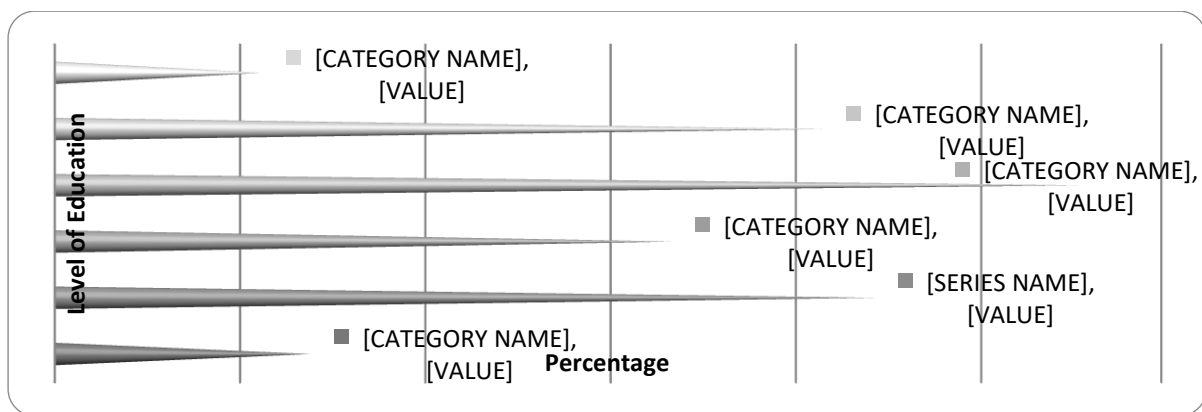 [CATEGORY NAME],
[VALUE]
[CATEGORY NAME],
[VALUE]
[CATEGORY NAME],
[VALUE]
[CATEGORY NAME],
[VALUE]
[SERIES NAME],
[VALUE]
[CATEGORY NAME],
[VALUE]
Level of Education
Percentage